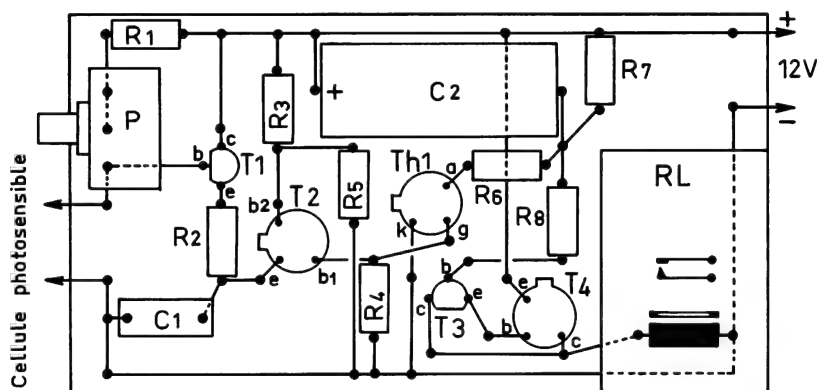 R1
+
12V
−
P
R3
+
C2
R7
c
b
T1
e
Th1
a
R5
R6
RL
R2
b2
T2
k
g
R8
e
b1
b
e
T4
C1
R4
c
T3
e
b
c
Cellule photosensible